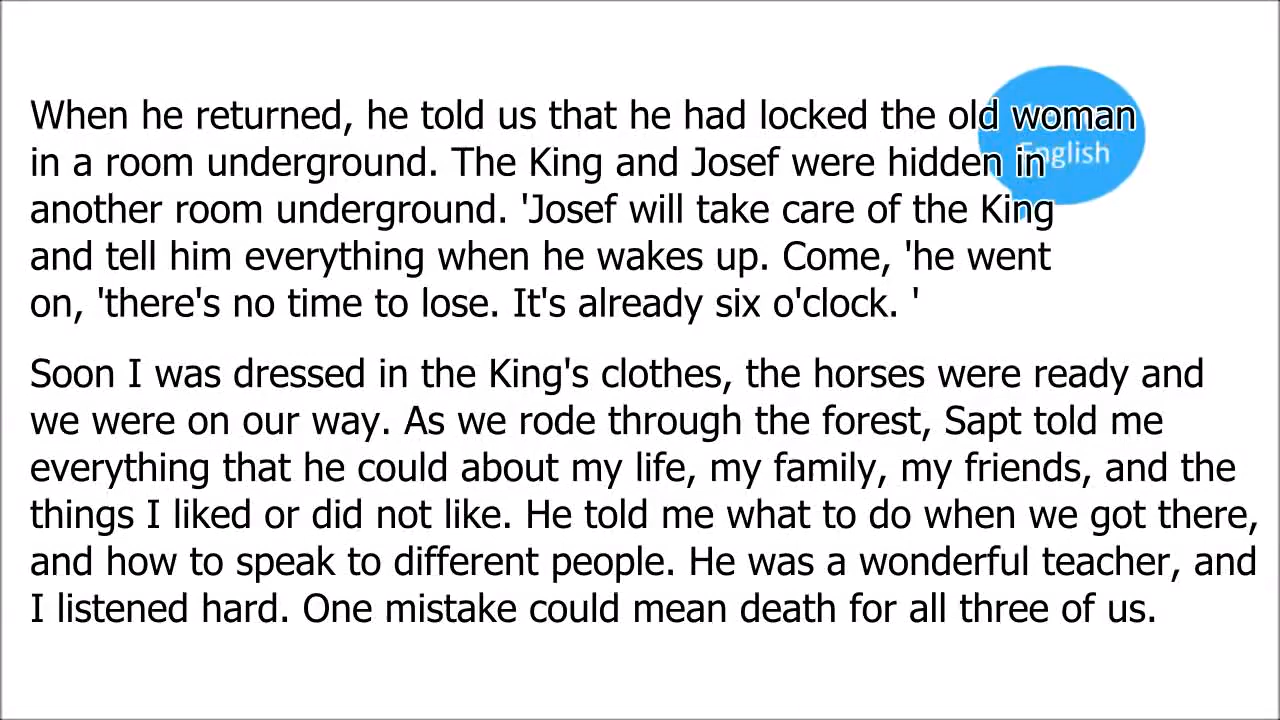 When he returned, he told us that he had locked the old woman
in a room underground. The King and Josef were hidden in
English
another room underground. 'Josef will take care of the King
and tell him everything when he wakes up. Come, 'he went
on, 'there's no time to lose. It's already six o'clock. '
Soon I was dressed in the King's clothes, the horses were ready and
we were on our way. As we rode through the forest, Sapt told me
everything that he could about my life, my family, my friends, and the
things I liked or did not like. He told me what to do when we got there,
and how to speak to different people. He was a wonderful teacher, and
I listened hard. One mistake could mean death for all three of us.